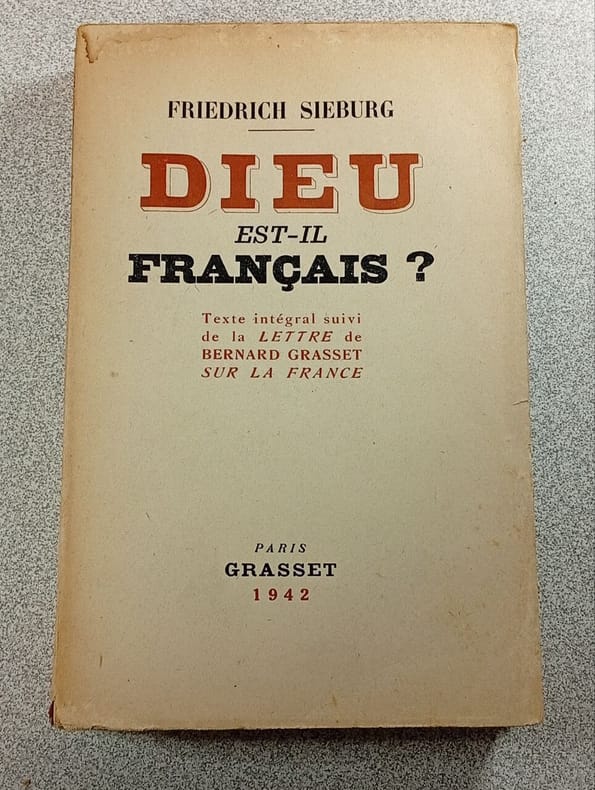 FRIEDRICH SIEBURG
DIEU
EST-IL
FRANÇAIS ?
Texte intégral suivi
de la LETTRE de
BERNARD GRASSET
SUR LA FRANCE
PARIS
GRASSET
1942